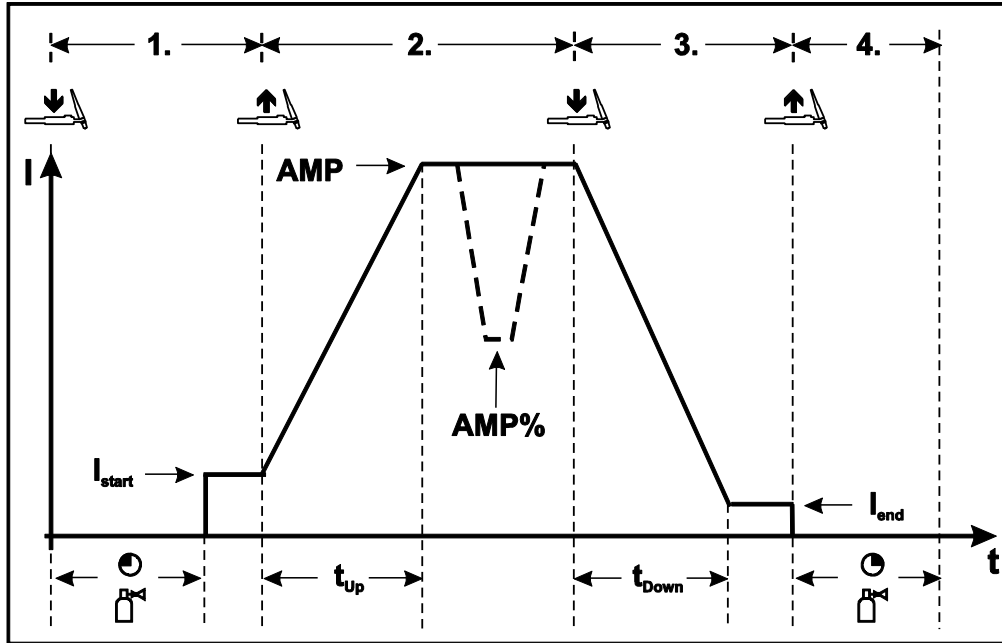 1. 2. 3. 4.
I
AMP
AMP%
Istart
Iend
t
tUp
tDown